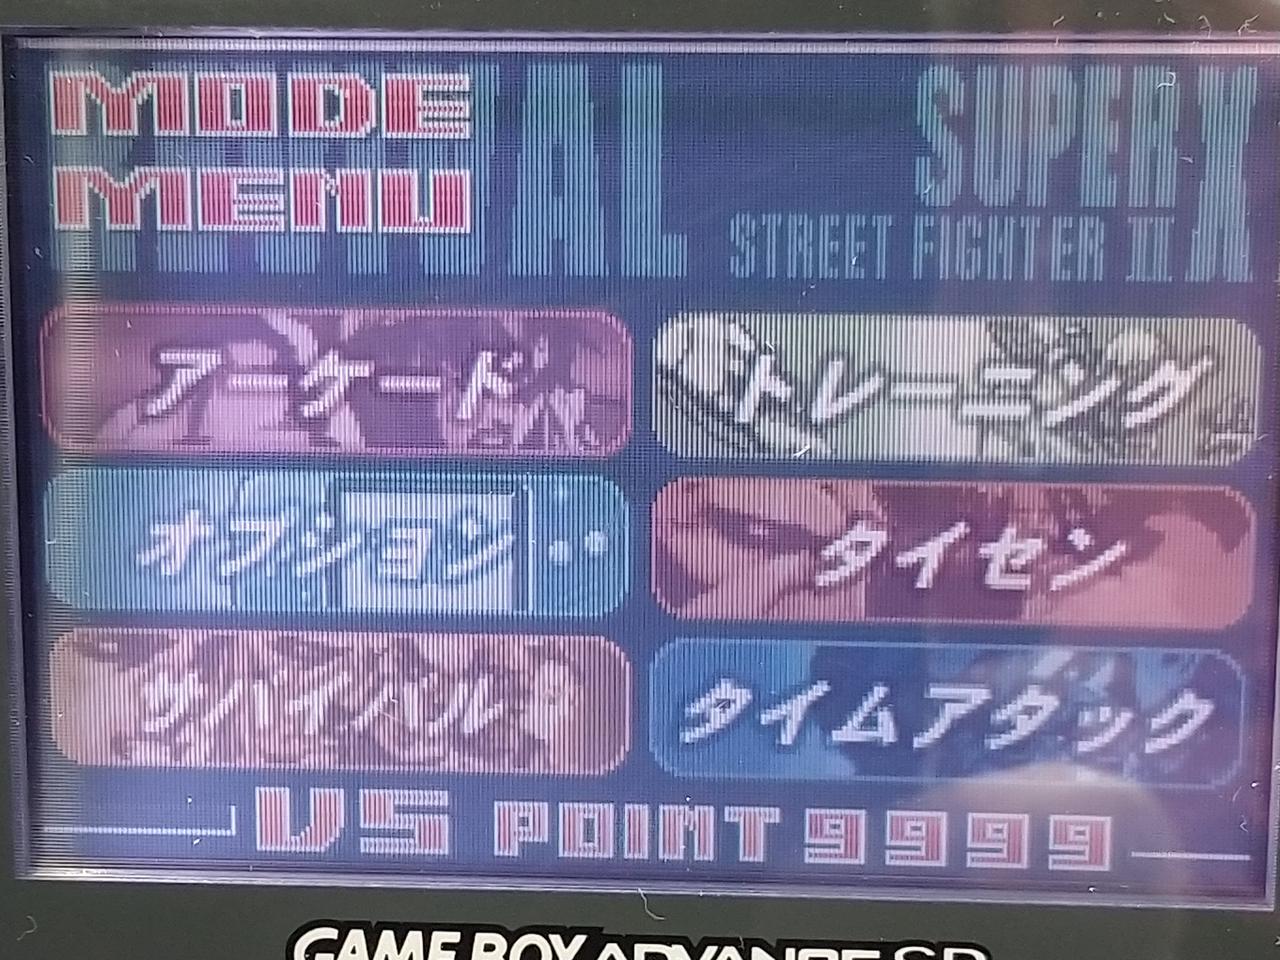 MODE
MENU
SUPER X
STREET FIGHTER II
アーケード
トレーニング
オプション
タイセン
サバイバル
タイムアタック
VS POINT 9999
GAME BOY ADVANCE SP